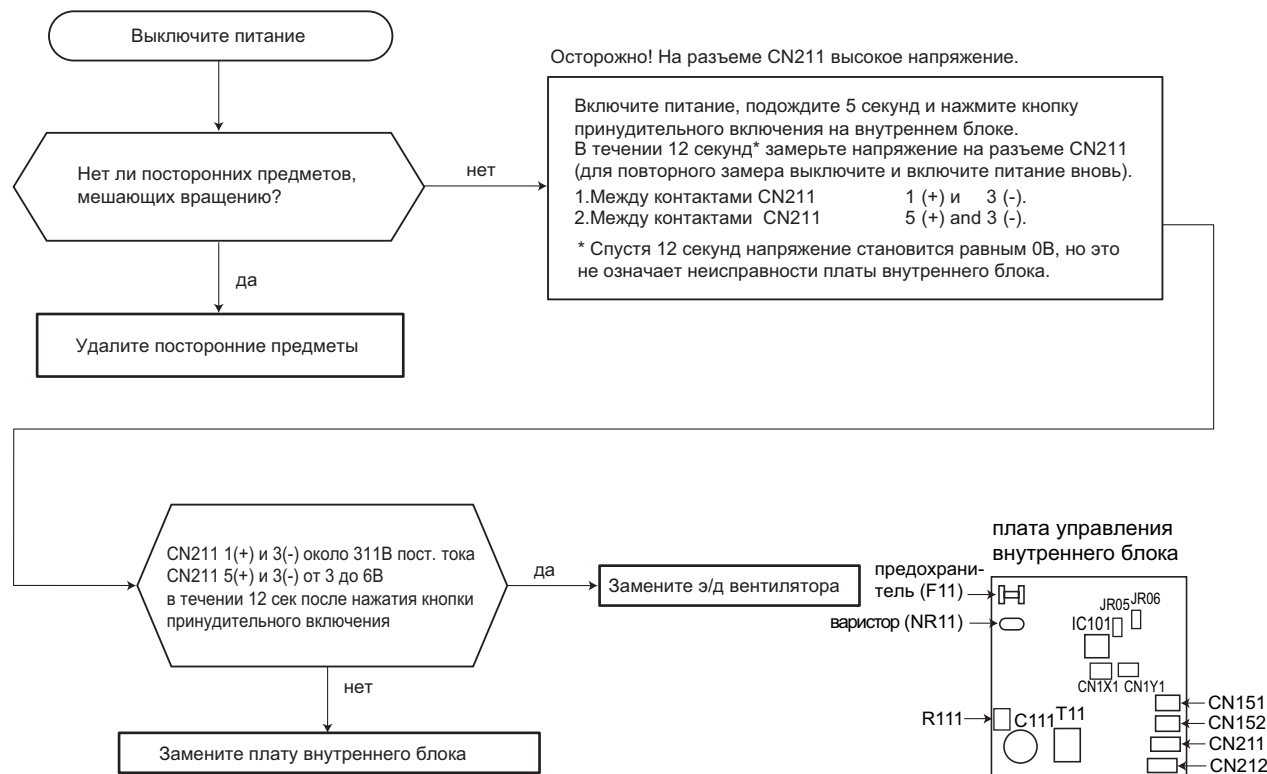 Выключите питание
Осторожно! На разъеме CN211 высокое напряжение.
Включите питание, подождите 5 секунд и нажмите кнопку
принудительного включения на внутреннем блоке.
В течении 12 секунд* замерьте напряжение на разъеме CN211
(для повторного замера выключите и включите питание вновь).
1.Между контактами CN211 1 (+) и 3 (-).
2.Между контактами CN211 5 (+) and 3 (-).
* Спустя 12 секунд напряжение становится равным 0В, но это
не означает неисправности платы внутреннего блока.
Нет ли посторонних предметов,
мешающих вращению?
нет
да
Удалите посторонние предметы
CN211 1(+) и 3(-) около 311В пост. тока
CN211 5(+) и 3(-) от 3 до 6В
в течении 12 сек после нажатия кнопки
принудительного включения
да
Замените э/д вентилятора
нет
Замените плату внутреннего блока
плата управления
внутреннего блока
предохрани-
тель (F11)
варистор (NR11)
JR05 JR06
IC101
CN1X1 CN1Y1
R111
C111 T11
CN151
CN152
CN211
CN212